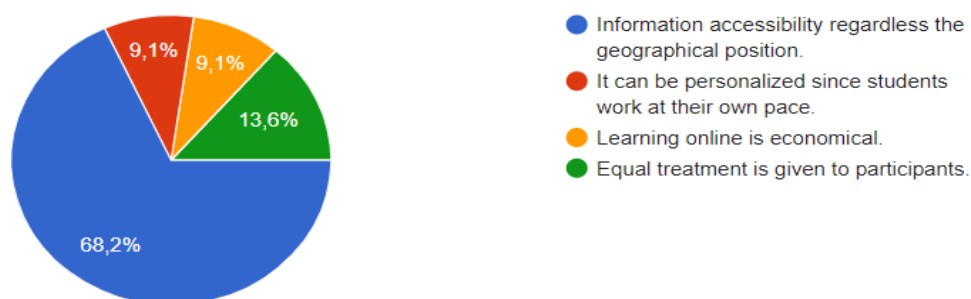 9,1%
9,1%
13,6%
68,2%
Information accessibility regardless the
geographical position.
It can be personalized since students
work at their own pace.
Learning online is economical.
Equal treatment is given to participants.